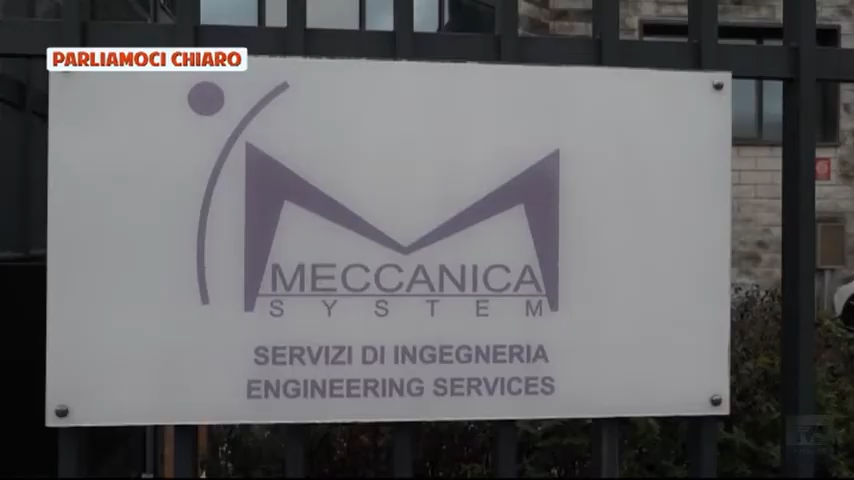 PARLIAMOCI CHIARO
MECCANICA
SYSTEM
SERVIZI DI INGEGNERIA
ENGINEERING SERVICES